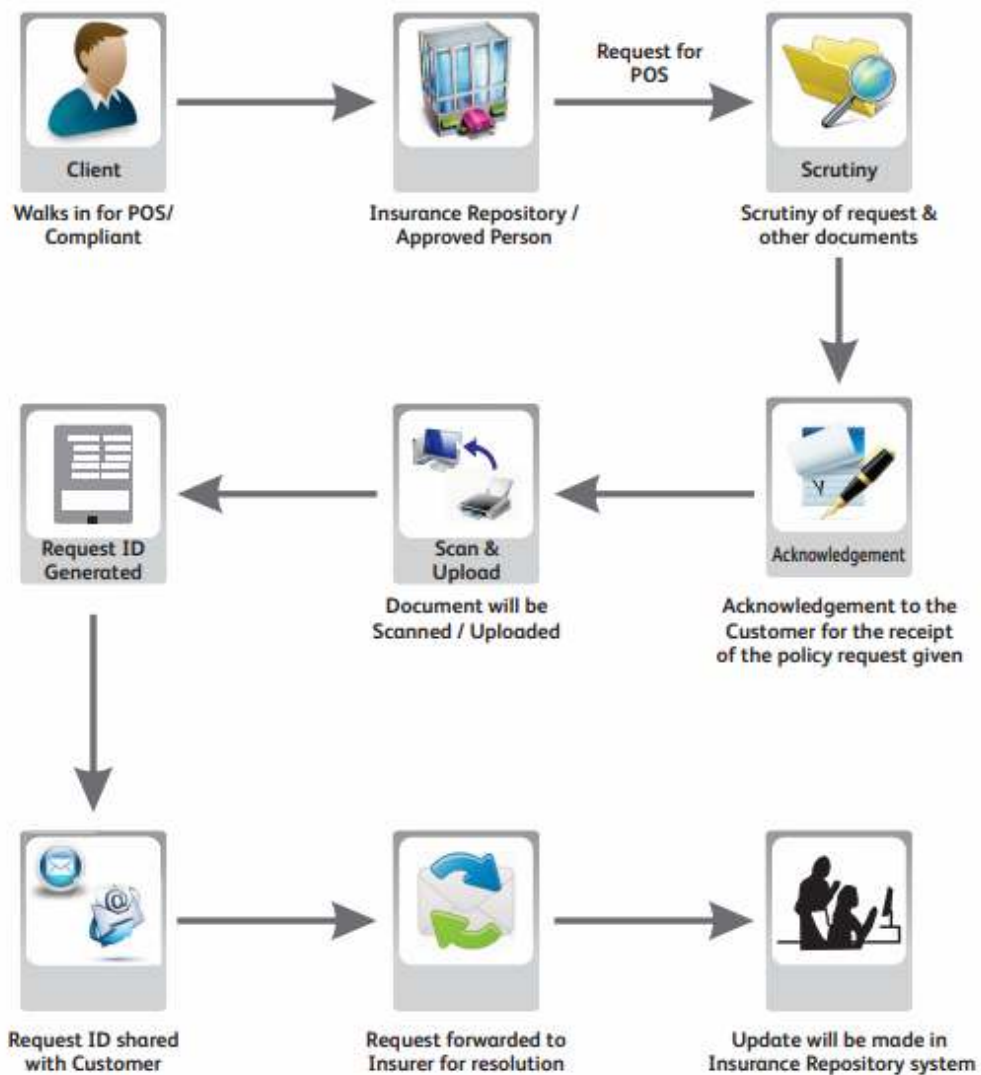 Client
Walks in for POS/
Compliant
Insurance Repository /
Approved Person
Request for
POS
Scrutiny
Scrutiny of request &
other documents
Acknowledgement
Acknowledgement to the
Customer for the receipt
of the policy request given
Scan &
Upload
Document will be
Scanned / Uploaded
Request ID
Generated
@
Request ID shared
with Customer
Request forwarded to
Insurer for resolution
Update will be made in
Insurance Repository system